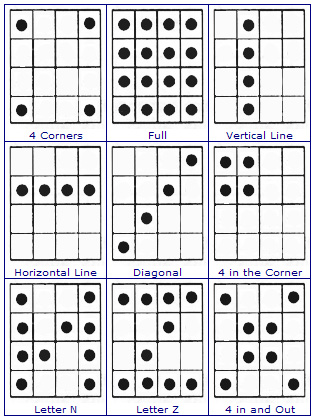 4 Corners
Full
Vertical Line
Horizontal Line
Diagonal
4 in the Corner
Letter N
Letter Z
4 in and Out